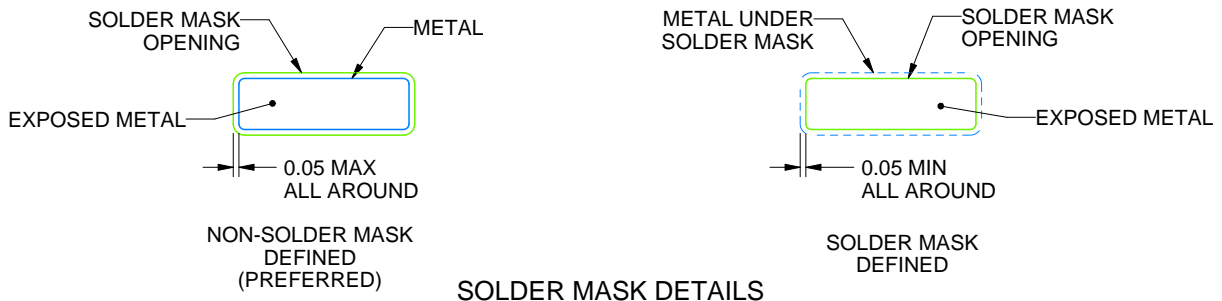 SOLDER MASK
OPENING
METAL
EXPOSED METAL
0.05 MAX
ALL AROUND
NON-SOLDER MASK
DEFINED
(PREFERRED)
METAL UNDER
SOLDER MASK
SOLDER MASK
OPENING
EXPOSED METAL
0.05 MIN
ALL AROUND
SOLDER MASK
DEFINED
SOLDER MASK DETAILS